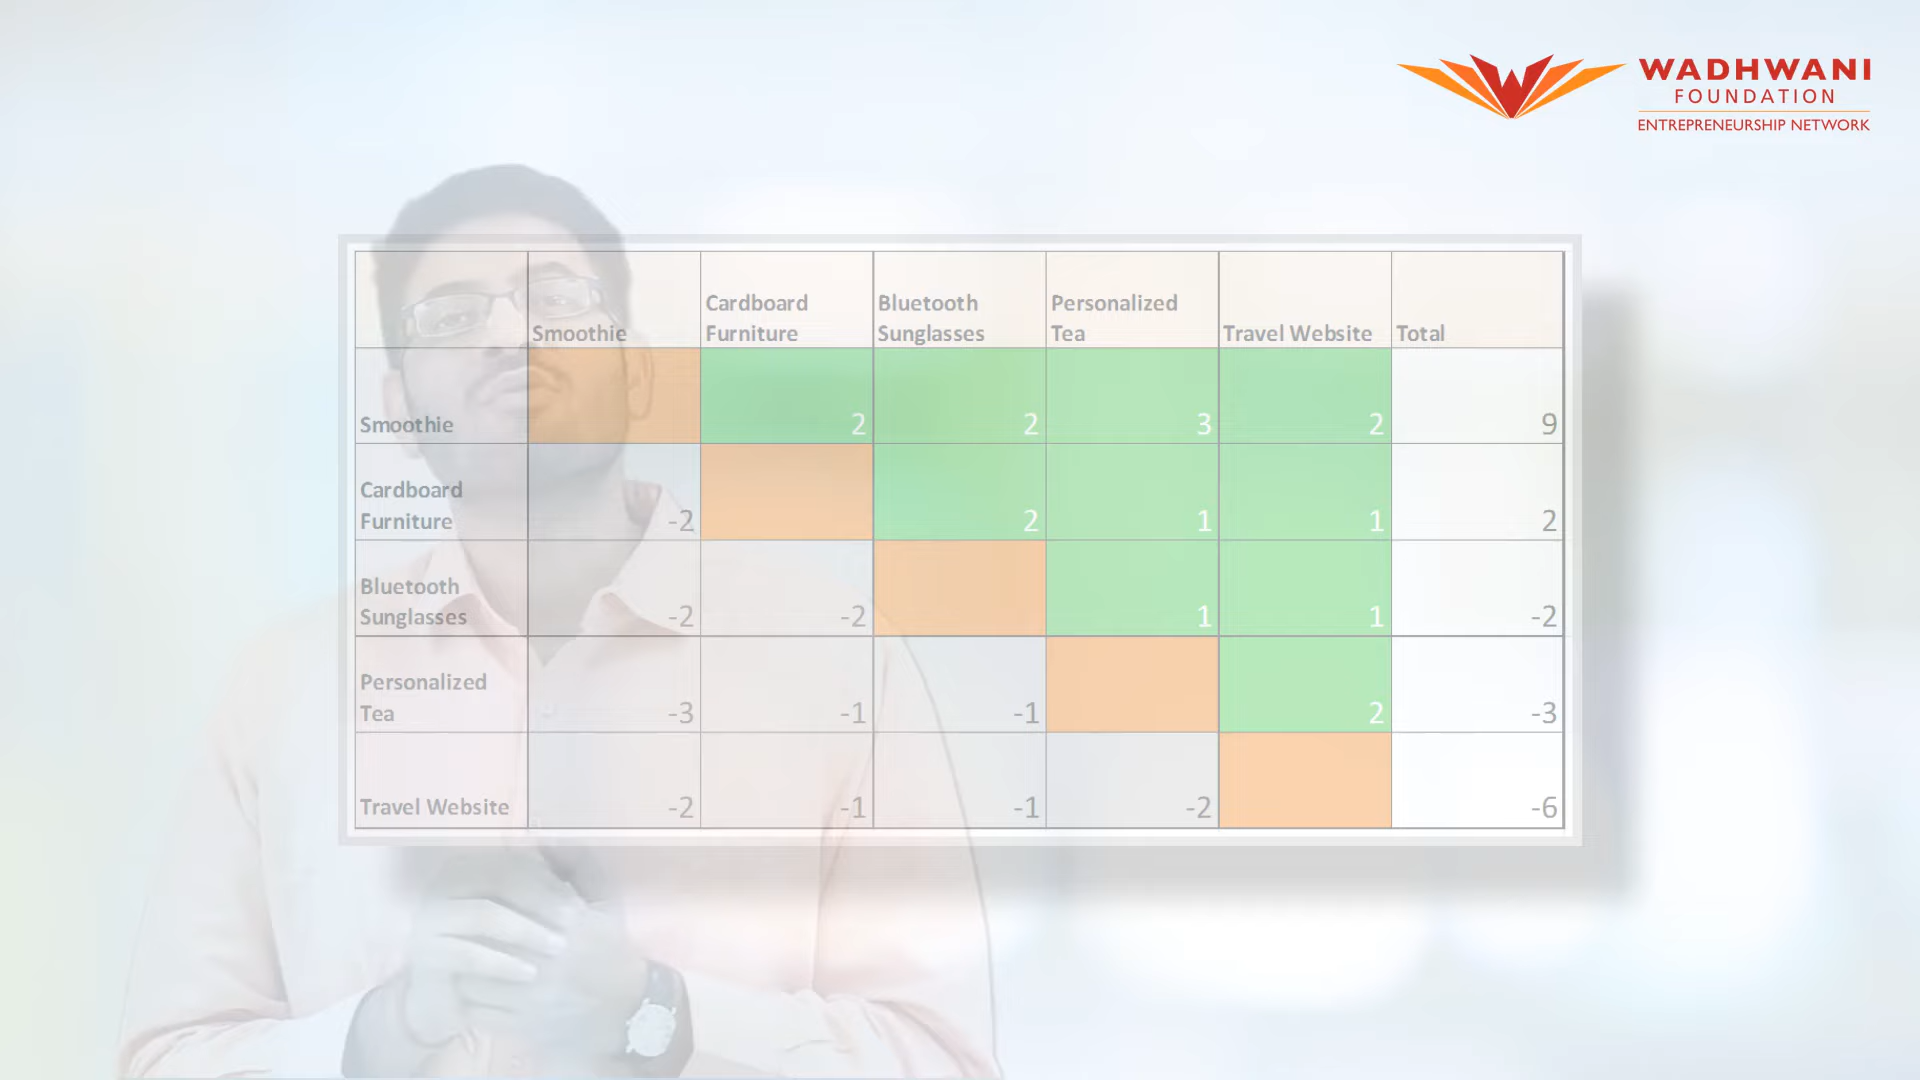 WADHWANI
FOUNDATION
ENTREPRENEURSHIP NETWORK
Smoothie Cardboard Furniture Bluetooth Sunglasses Personalized Tea Travel Website Total
Smoothie 2 2 3 2 9
Cardboard Furniture -2 2 1 1 2
Bluetooth Sunglasses -2 -2 1 1 -2
Personalized Tea -3 -1 -1 2 -3
Travel Website -2 -1 -1 -2 -6